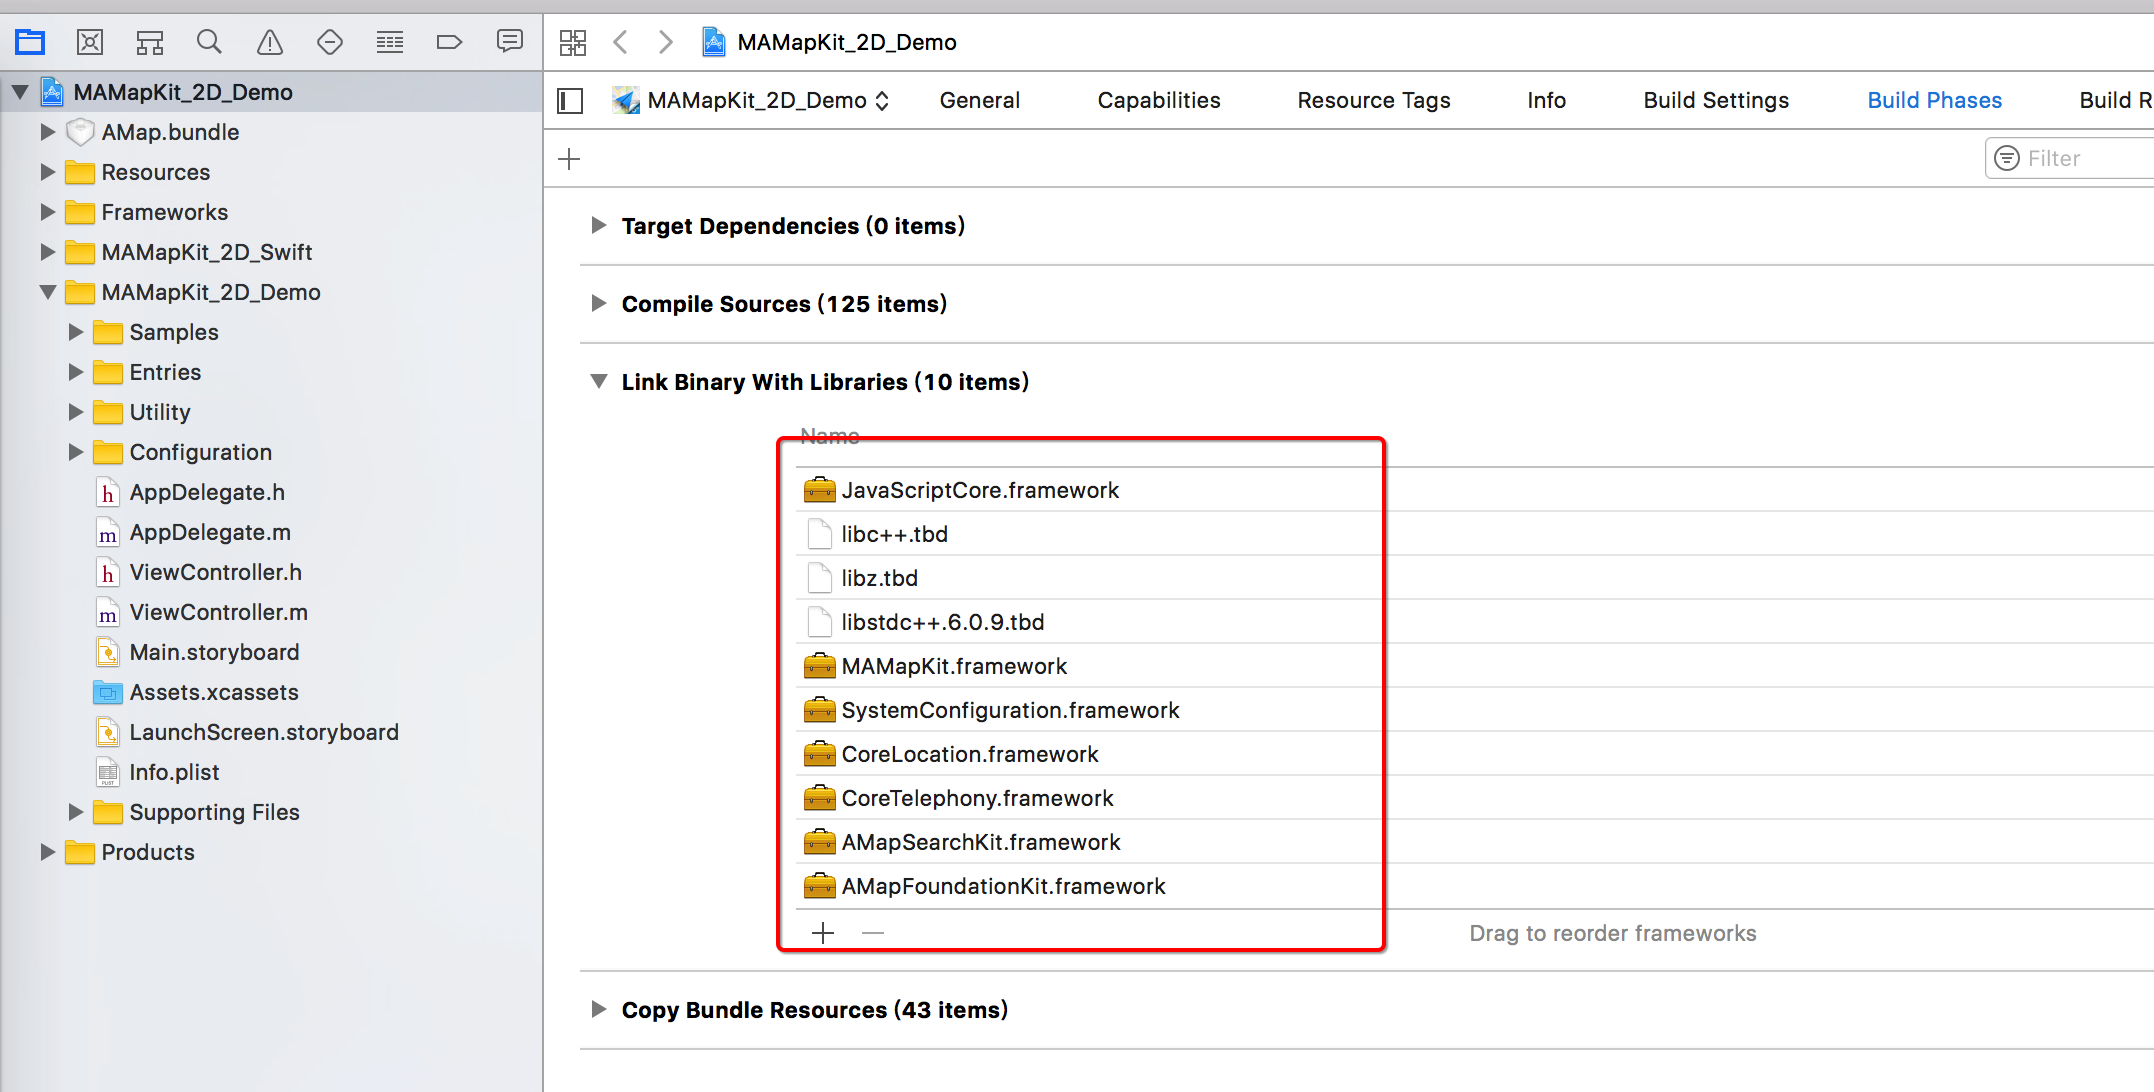 MAMapKit_2D_Demo
MAMapKit_2D_Demo
AMap.bundle
Resources
Frameworks
MAMapKit_2D_Swift
MAMapKit_2D_Demo
Samples
Entries
Utility
Configuration
h AppDelegate.h
m AppDelegate.m
h ViewController.h
m ViewController.m
Main.storyboard
Assets.xcassets
LaunchScreen.storyboard
Info.plist
Supporting Files
Products
MAMapKit_2D_Demo General Capabilities Resource Tags Info Build Settings Build Phases Build R
Filter
Target Dependencies (0 items)
Compile Sources (125 items)
Link Binary With Libraries (10 items)
Name
JavaScriptCore.framework
libc++.tbd
libz.tbd
libstdc++.6.0.9.tbd
MAMapKit.framework
SystemConfiguration.framework
CoreLocation.framework
CoreTelephony.framework
AMapSearchKit.framework
AMapFoundationKit.framework
Drag to reorder frameworks
Copy Bundle Resources (43 items)